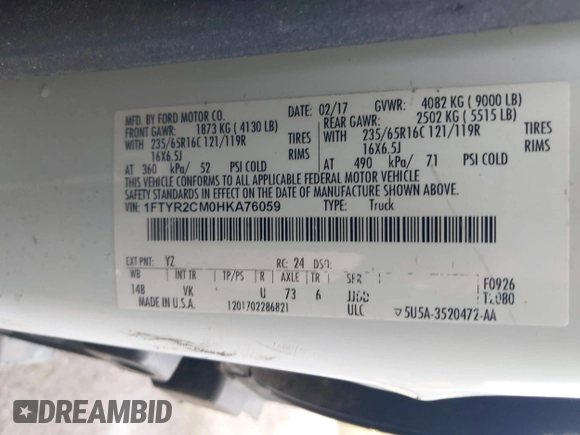 MFD. BY FORD MOTOR CO.
DATE: 02/17 GVWR: 4082 KG ( 9000 LB)
FRONT GAWR: 1873 KG ( 4130 LB) REAR GAWR: 2502 KG ( 5515 LB)
WITH 235/65R16C 121/119R TIRES WITH 235/65R16C 121/119R TIRES
16X6.5J RIMS 16X6.5J RIMS
AT 360 kPa/ 52 PSI COLD AT 490 kPa/ 71 PSI COLD
THIS VEHICLE CONFORMS TO ALL APPLICABLE FEDERAL MOTOR VEHICLE
SAFETY STANDARDS IN EFFECT ON THE DATE OF MANUFACTURE SHOWN ABOVE.
VIN: 1FTYR2CM0HKA76059 TYPE: Truck
EXT PNT: YZ RC: 24 DSO:
WB INT TR TP/PS R AXLE TR SPR F0926
148 VK U 73 6 T2080
MADE IN U.S.A. 1201702286821 ULC 5U5A-3520472-AA
DREAMBID